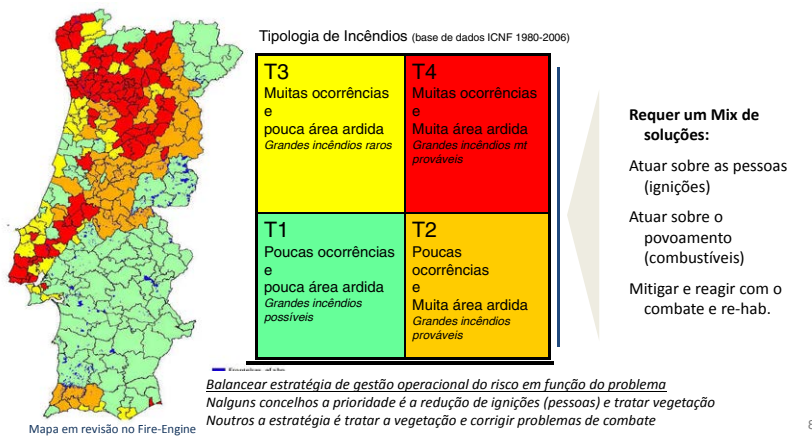 Tipologia de Incêndios (base de dados ICNF 1980-2006)
T3
Muitas ocorrências
e
pouca área ardida
Grandes incêndios raros
T4
Muitas ocorrências
e
Muita área ardida
Grandes incêndios mt
prováveis
T1
Poucas ocorrências
e
pouca área ardida
Grandes incêndios
possíveis
T2
Poucas
ocorrências
e
Muita área ardida
Grandes incêndios
prováveis
Requer um Mix de
soluções:
Atuar sobre as pessoas
(ignições)
Atuar sobre o
povoamento
(combustíveis)
Mitigar e reagir com o
combate e re-hab.
Balancear estratégia de gestão operacional do risco em função do problema
Nalguns concelhos a prioridade é a redução de ignições (pessoas) e tratar vegetação
Noutros a estratégia é tratar a vegetação e corrigir problemas de combate
Mapa em revisão no Fire-Engine
8